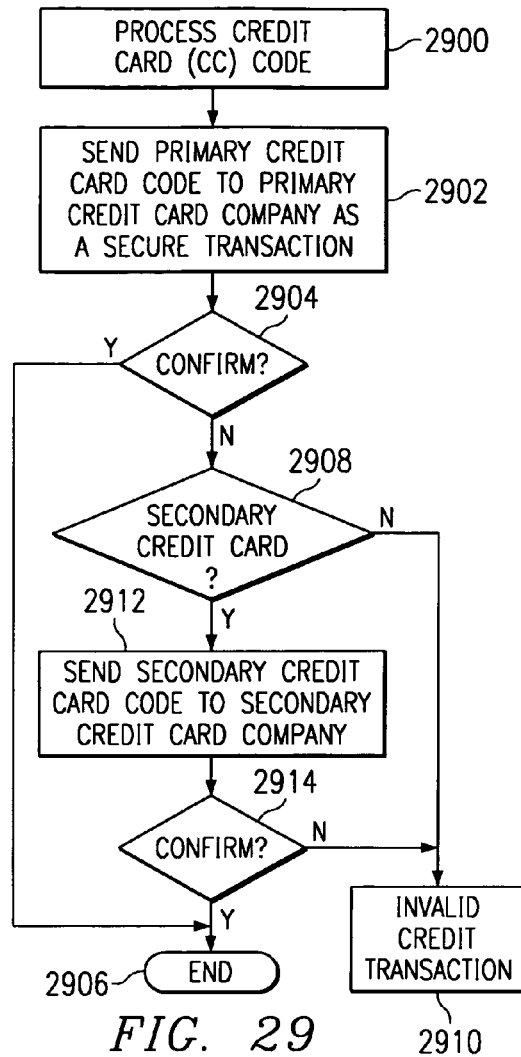 PROCESS CREDIT
CARD (CC) CODE
2900
SEND PRIMARY CREDIT
CARD CODE TO PRIMARY
CREDIT CARD COMPANY AS
A SECURE TRANSACTION
2902
2904
Y
CONFIRM?
N
2908
SECONDARY
CREDIT CARD
?
N
2912
Y
SEND SECONDARY CREDIT
CARD CODE TO SECONDARY
CREDIT CARD COMPANY
2914
CONFIRM?
N
Y
INVALID
CREDIT
TRANSACTION
2906
END
FIG. 29
2910